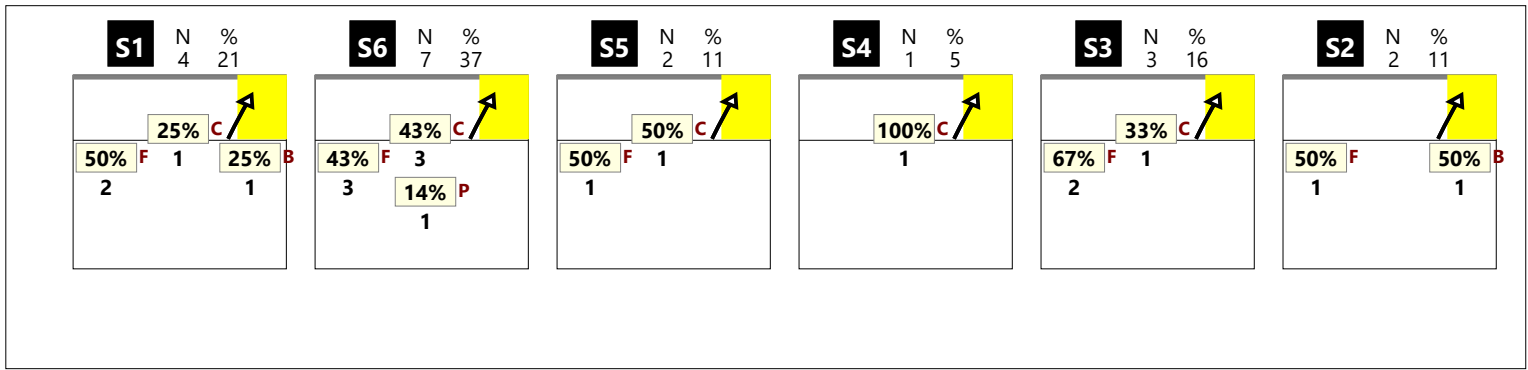 S1 N % S6 N % S5 N % S4 N % S3 N % S2 N %
4 21 7 37 2 11 1 5 3 16 2 11
25% C 43% C 50% C 100% C 33% C
50% F 1 25% B 43% F 3 50% F 1 1 67% F 1 50% F 50% B
2 1 3 14% P 1 2 1 1
1